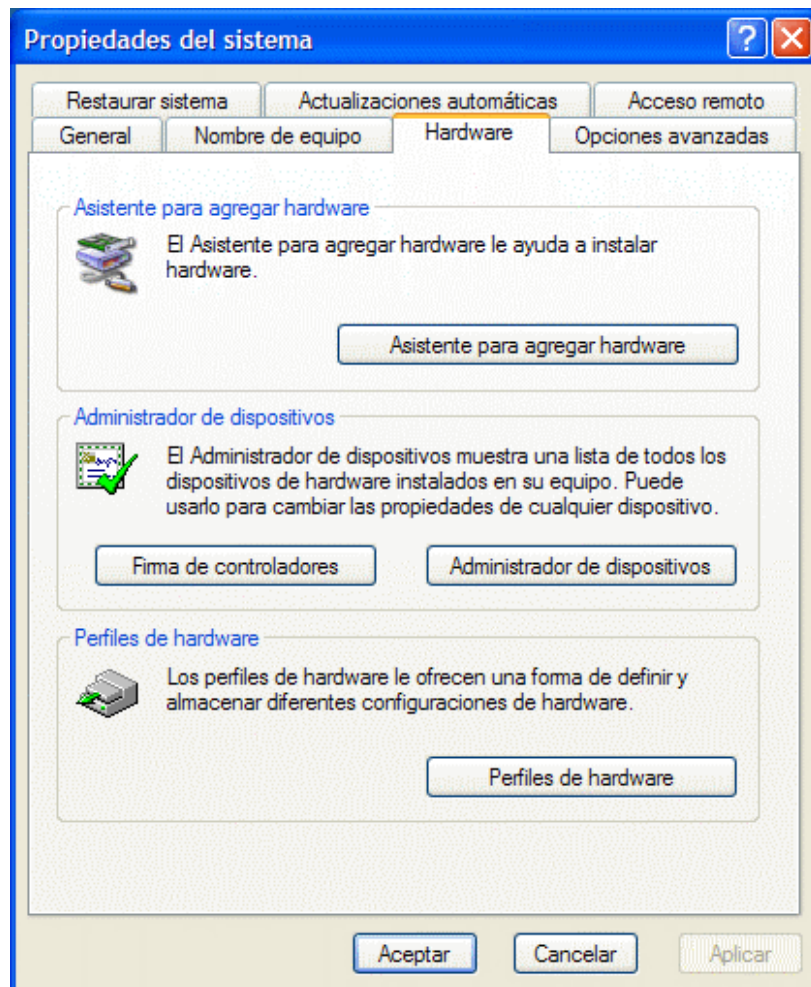 Propiedades del sistema
Restaurar sistema
Actualizaciones automáticas
Acceso remoto
General
Nombre de equipo
Hardware
Opciones avanzadas
Asistente para agregar hardware
El Asistente para agregar hardware le ayuda a instalar
hardware.
Asistente para agregar hardware
Administrador de dispositivos
El Administrador de dispositivos muestra una lista de todos los
dispositivos de hardware instalados en su equipo. Puede
usarlo para cambiar las propiedades de cualquier dispositivo.
Firma de controladores
Administrador de dispositivos
Perfiles de hardware
Los perfiles de hardware le ofrecen una forma de definir y
almacenar diferentes configuraciones de hardware.
Perfiles de hardware
Aceptar
Cancelar
Aplicar